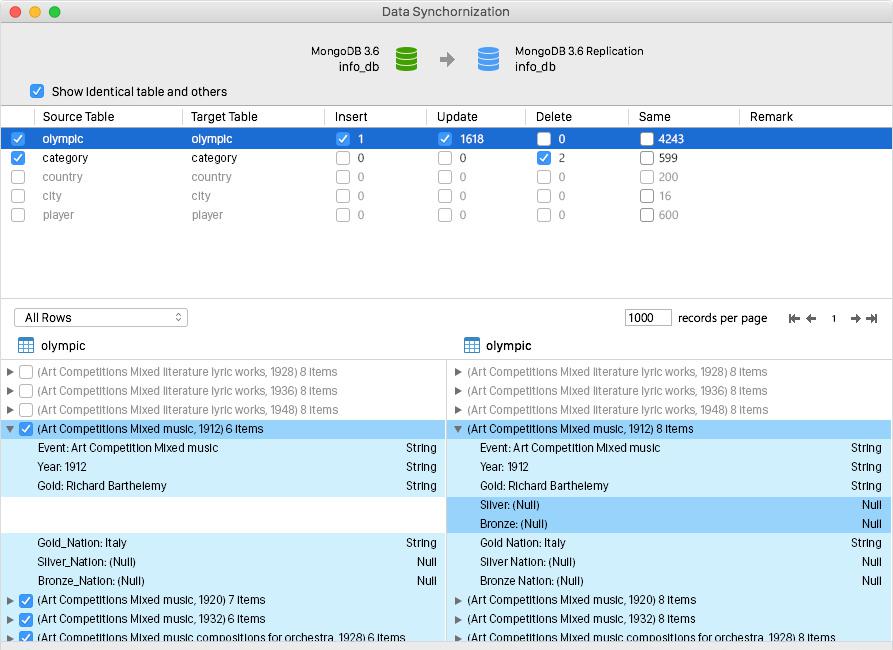 Data Synchornization
MongoDB 3.6 MongoDB 3.6 Replication
info_db info_db
Show Identical table and others
Source Table Target Table Insert Update Delete Same Remark
olympic olympic 1 1618 0 4243
category category 0 0 2 599
country country 0 0 0 200
city city 0 0 0 16
player player 0 0 0 600
All Rows 1000 records per page 1
olympic olympic
(Art Competitions Mixed literature lyric works, 1928) 8 items (Art Competitions Mixed literature lyric works, 1928) 8 items
(Art Competitions Mixed literature lyric works, 1936) 8 items (Art Competitions Mixed literature lyric works, 1936) 8 items
(Art Competitions Mixed literature lyric works, 1948) 8 items (Art Competitions Mixed literature lyric works, 1948) 8 items
(Art Competitions Mixed music, 1912) 6 items (Art Competitions Mixed music, 1912) 8 items
Event: Art Competition Mixed music String Event: Art Competition Mixed music String
Year: 1912 String Year: 1912 String
Gold: Richard Barthelemy String Gold: Richard Barthelemy String
Silver: (Null) Null
Bronze: (Null) Null
Gold_Nation: Italy String Gold Nation: Italy String
Silver_Nation: (Null) Null Silver Nation: (Null) Null
Bronze_Nation: (Null) Null Bronze Nation: (Null) Null
(Art Competitions Mixed music, 1920) 7 items (Art Competitions Mixed music, 1920) 8 items
(Art Competitions Mixed music, 1932) 6 items (Art Competitions Mixed music, 1932) 8 items
(Art Competitions Mixed music compositions for orchestra, 1928) 6 items (Art Competitions Mixed music compositions for orchestra, 1928) 8 items